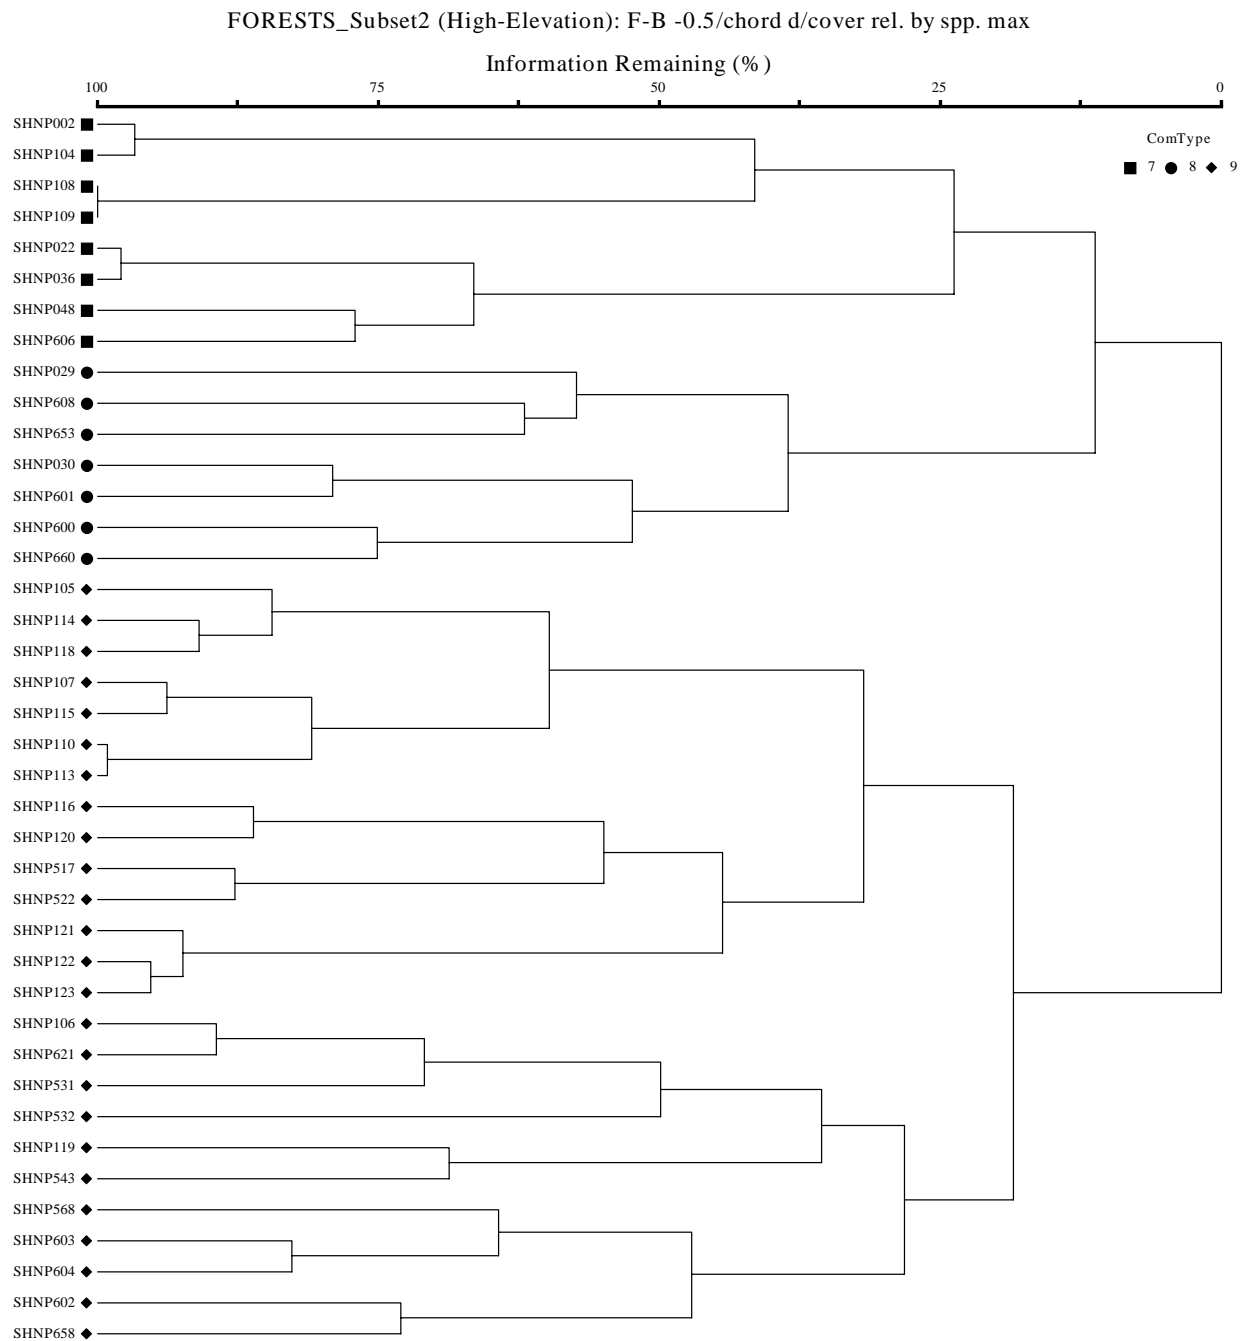 FORESTS_Subset2 (High-Elevation): F-B -0.5/chord d/cover rel. by spp. max
Information Remaining (%)
100 75 50 25 0
ComType
7 8 9
SHNP002
SHNP104
SHNP108
SHNP109
SHNP022
SHNP036
SHNP048
SHNP606
SHNP029
SHNP608
SHNP653
SHNP030
SHNP601
SHNP600
SHNP660
SHNP105
SHNP114
SHNP118
SHNP107
SHNP115
SHNP110
SHNP113
SHNP116
SHNP120
SHNP517
SHNP522
SHNP121
SHNP122
SHNP123
SHNP106
SHNP621
SHNP531
SHNP532
SHNP119
SHNP543
SHNP568
SHNP603
SHNP604
SHNP602
SHNP658